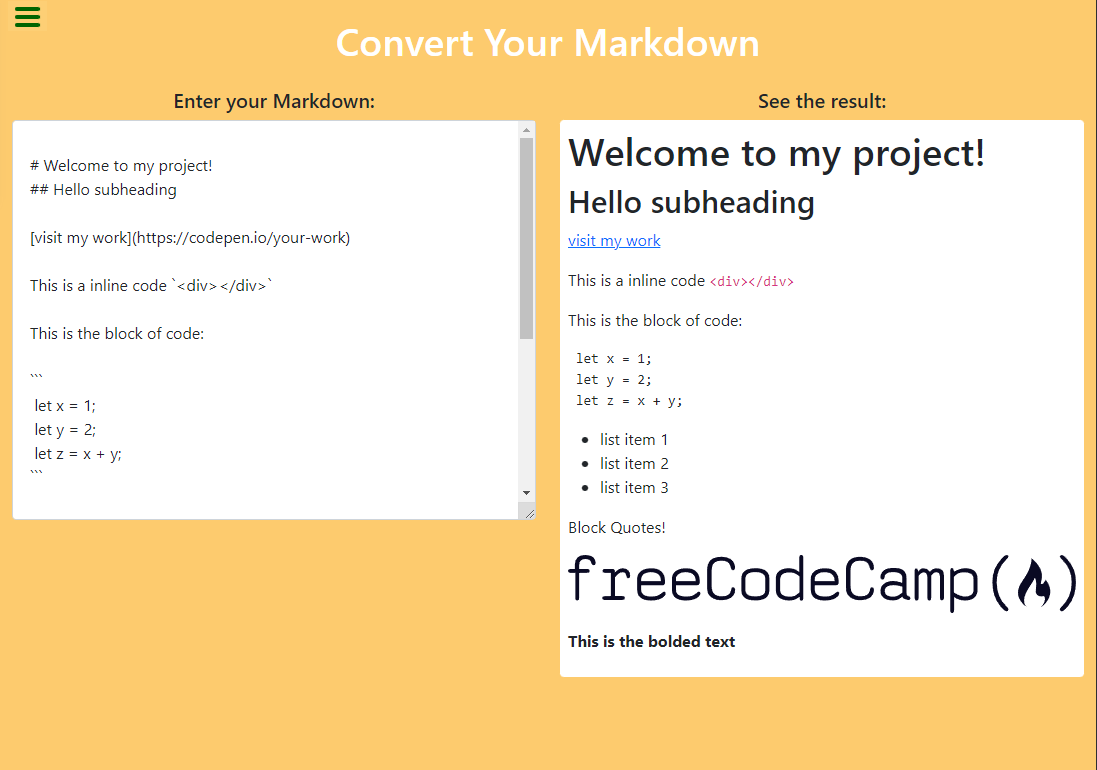 Convert Your Markdown
Enter your Markdown:
# Welcome to my project!
## Hello subheading
[visit my work](https://codepen.io/your-work)
This is a inline code `<div></div>`
This is the block of code:
```
let x = 1;
let y = 2;
let z = x + y;
```
See the result:
Welcome to my project!
Hello subheading
visit my work
This is a inline code <div></div>
This is the block of code:
let x = 1;
let y = 2;
let z = x + y;
• list item 1
• list item 2
• list item 3
Block Quotes!
freeCodeCamp()
This is the bolded text